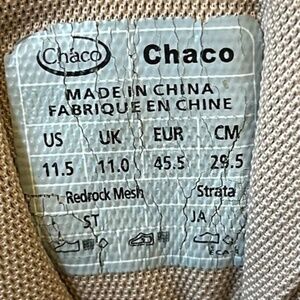 Chaco Chaco
MADE IN CHINA
FABRIQUE EN CHINE
US UK EUR CM
11.5 11.0 45.5 29.5
Redrock Mesh Strata
ST JA